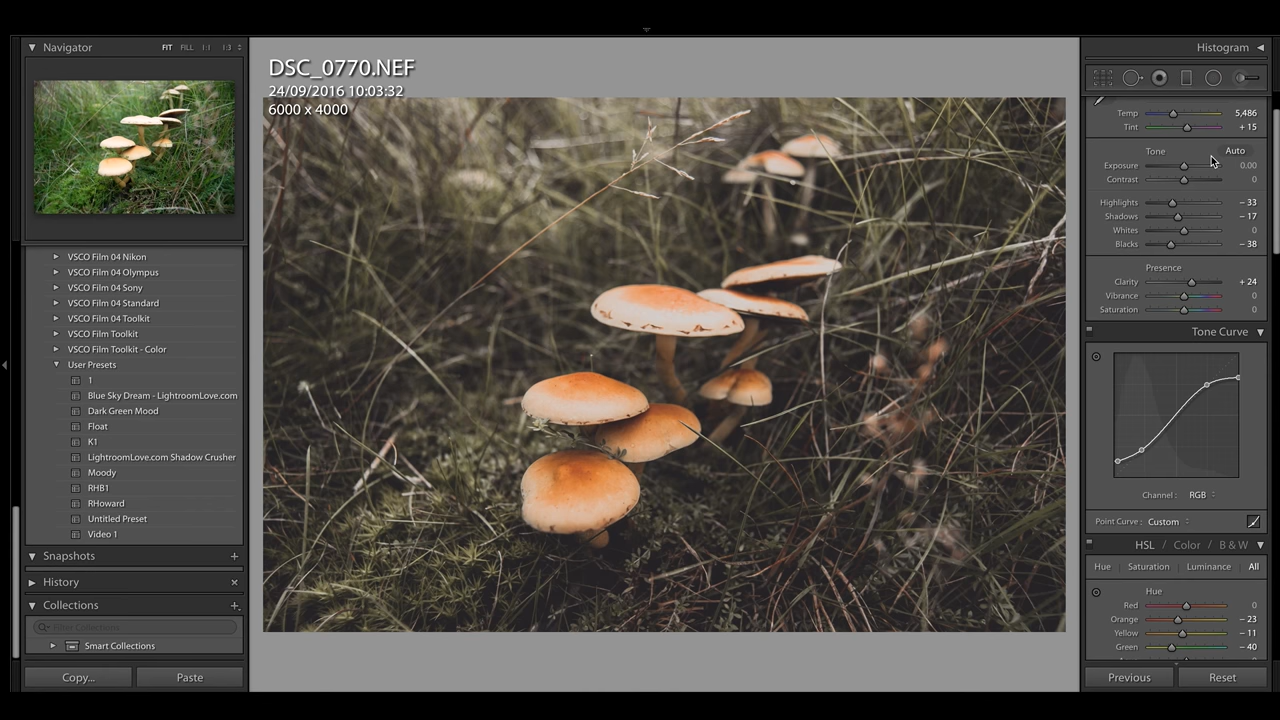 Navigator
FIT FILL 1:1 1:3
VSCO Film 04 Nikon
VSCO Film 04 Olympus
VSCO Film 04 Sony
VSCO Film 04 Standard
VSCO Film 04 Toolkit
VSCO Film Toolkit
VSCO Film Toolkit - Color
User Presets
1
Blue Sky Dream - LightroomLove.com
Dark Green Mood
Float
K1
LightroomLove.com Shadow Crusher
Moody
RHB1
RHoward
Untitled Preset
Video 1
Snapshots
History
Collections
Filter Collections
Smart Collections
Copy...
Paste
DSC_0770.NEF
24/09/2016 10:03:32
6000 x 4000
Histogram
Temp 5,486
Tint + 15
Tone Auto
Exposure 0.00
Contrast 0
Highlights – 33
Shadows – 17
Whites 0
Blacks – 38
Presence
Clarity + 24
Vibrance 0
Saturation 0
Tone Curve
Channel : RGB
Point Curve : Custom
HSL / Color / B & W
Hue Saturation Luminance All
Hue
Red 0
Orange – 23
Yellow – 11
Green – 40
Previous
Reset